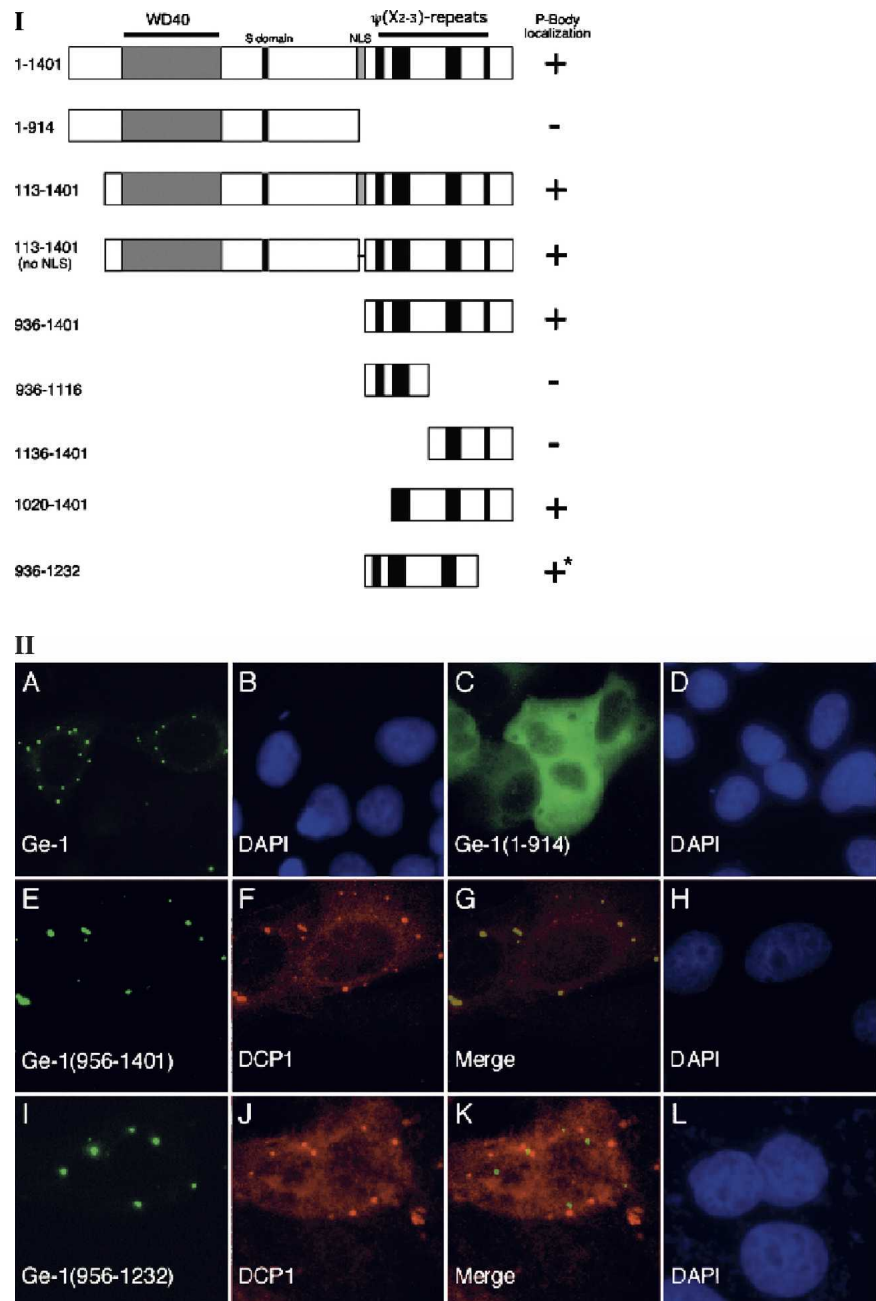 I
WD40
S domain
NLS
ψ(X2-3)-repeats
P-Body
localization
1-1401
+
1-914
-
113-1401
+
113-1401
(no NLS)
+
936-1401
+
936-1116
-
1136-1401
-
1020-1401
+
936-1232
+*
II
A
B
C
D
Ge-1
DAPI
Ge-1(1-914)
DAPI
E
F
G
H
Ge-1(956-1401)
DCP1
Merge
DAPI
I
J
K
L
Ge-1(956-1232)
DCP1
Merge
DAPI